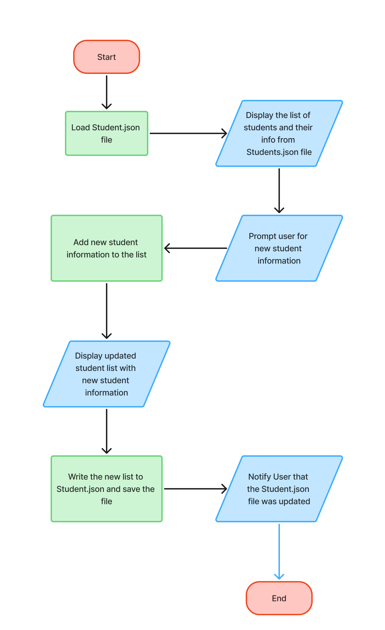 Start
Load Student.json
file
Display the list of
students and their
info from
Students.json file
Prompt user for
new student
information
Add new student
information to the list
Display updated
student list with
new student
information
Write the new list to
Student.json and save the
file
Notify User that
the Student.json
file was updated
End